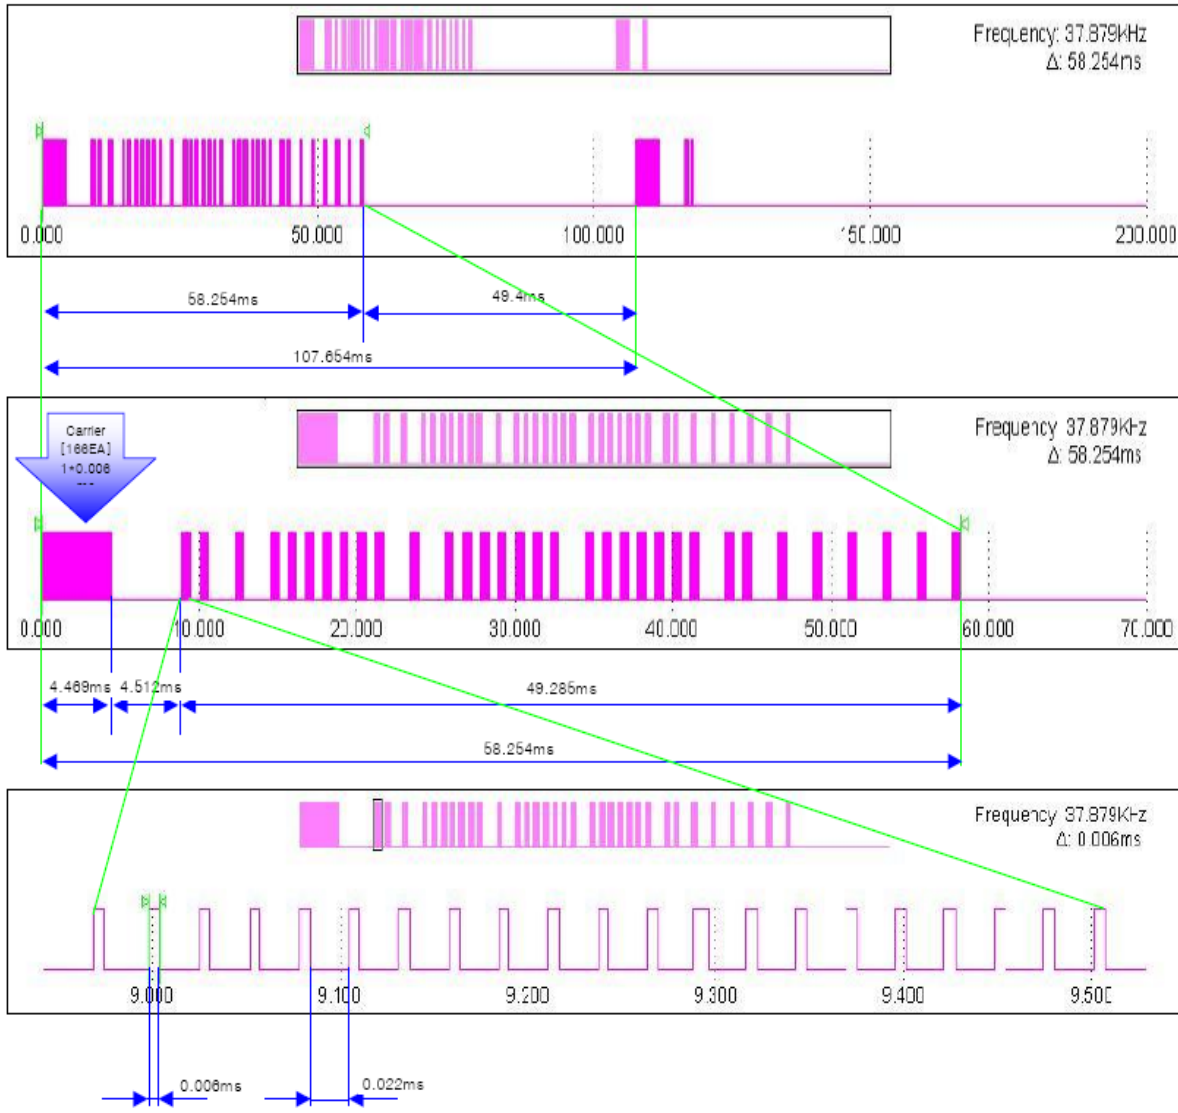 Frequency: 37.879KHz
Δ: 58.254ms
0.000 50.000 100.000 150.000 200.000
58.254ms 49.4ms
107.654ms
Carrier
[166EA]
1*0.006
Frequency 37.879KHz
Δ: 58.254ms
0.000 10.000 20.000 30.000 40.000 50.000 60.000 70.000
4.469ms 4.512ms 49.285ms
58.254ms
Frequency 37.879KHz
Δ: 0.006ms
9.000 9.100 9.200 9.300 9.400 9.500
0.006ms 0.022ms